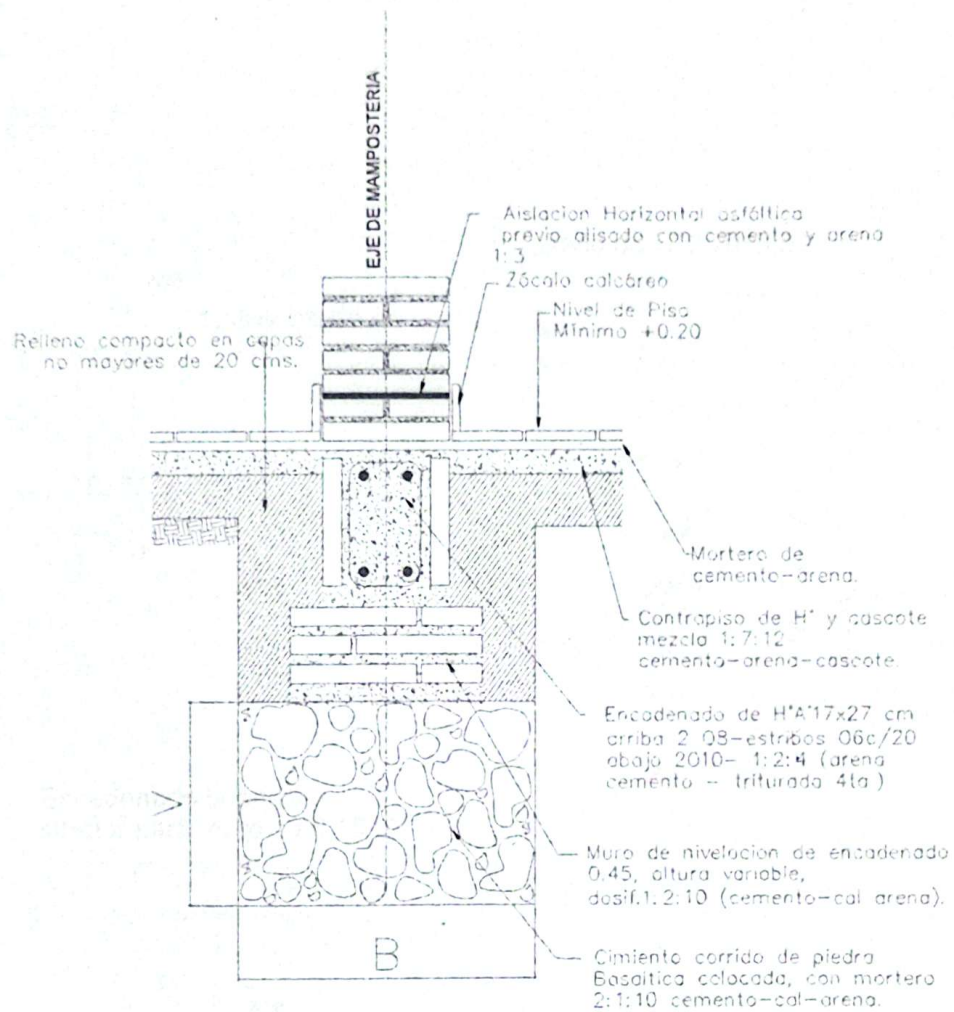 EJE DE MAMPOSTERIA
Aislacion Horizontal asfáltica
previo alisado con cemento y arena
1:3
Zócalo calcáreo
Nivel de Piso
Mínimo +0.20
Relleno compacto en capas
no mayores de 20 cms.
Mortero de
cemento-arena.
Contrapiso de H° y cascote
mezcla 1:7:12
cemento-arena-cascote.
Encadenado de H°A°17x27 cm
arriba 2 08-estribos 06c/20
abajo 2010- 1:2:4 (arena
cemento - triturada 4ta)
Muro de nivelacion de encadenado
0.45, altura variable,
dosif.1:2:10 (cemento-cal arena).
Cimiento corrido de piedra
Basaltica colocada, con mortero
2:1:10 cemento-cal-arena.
B